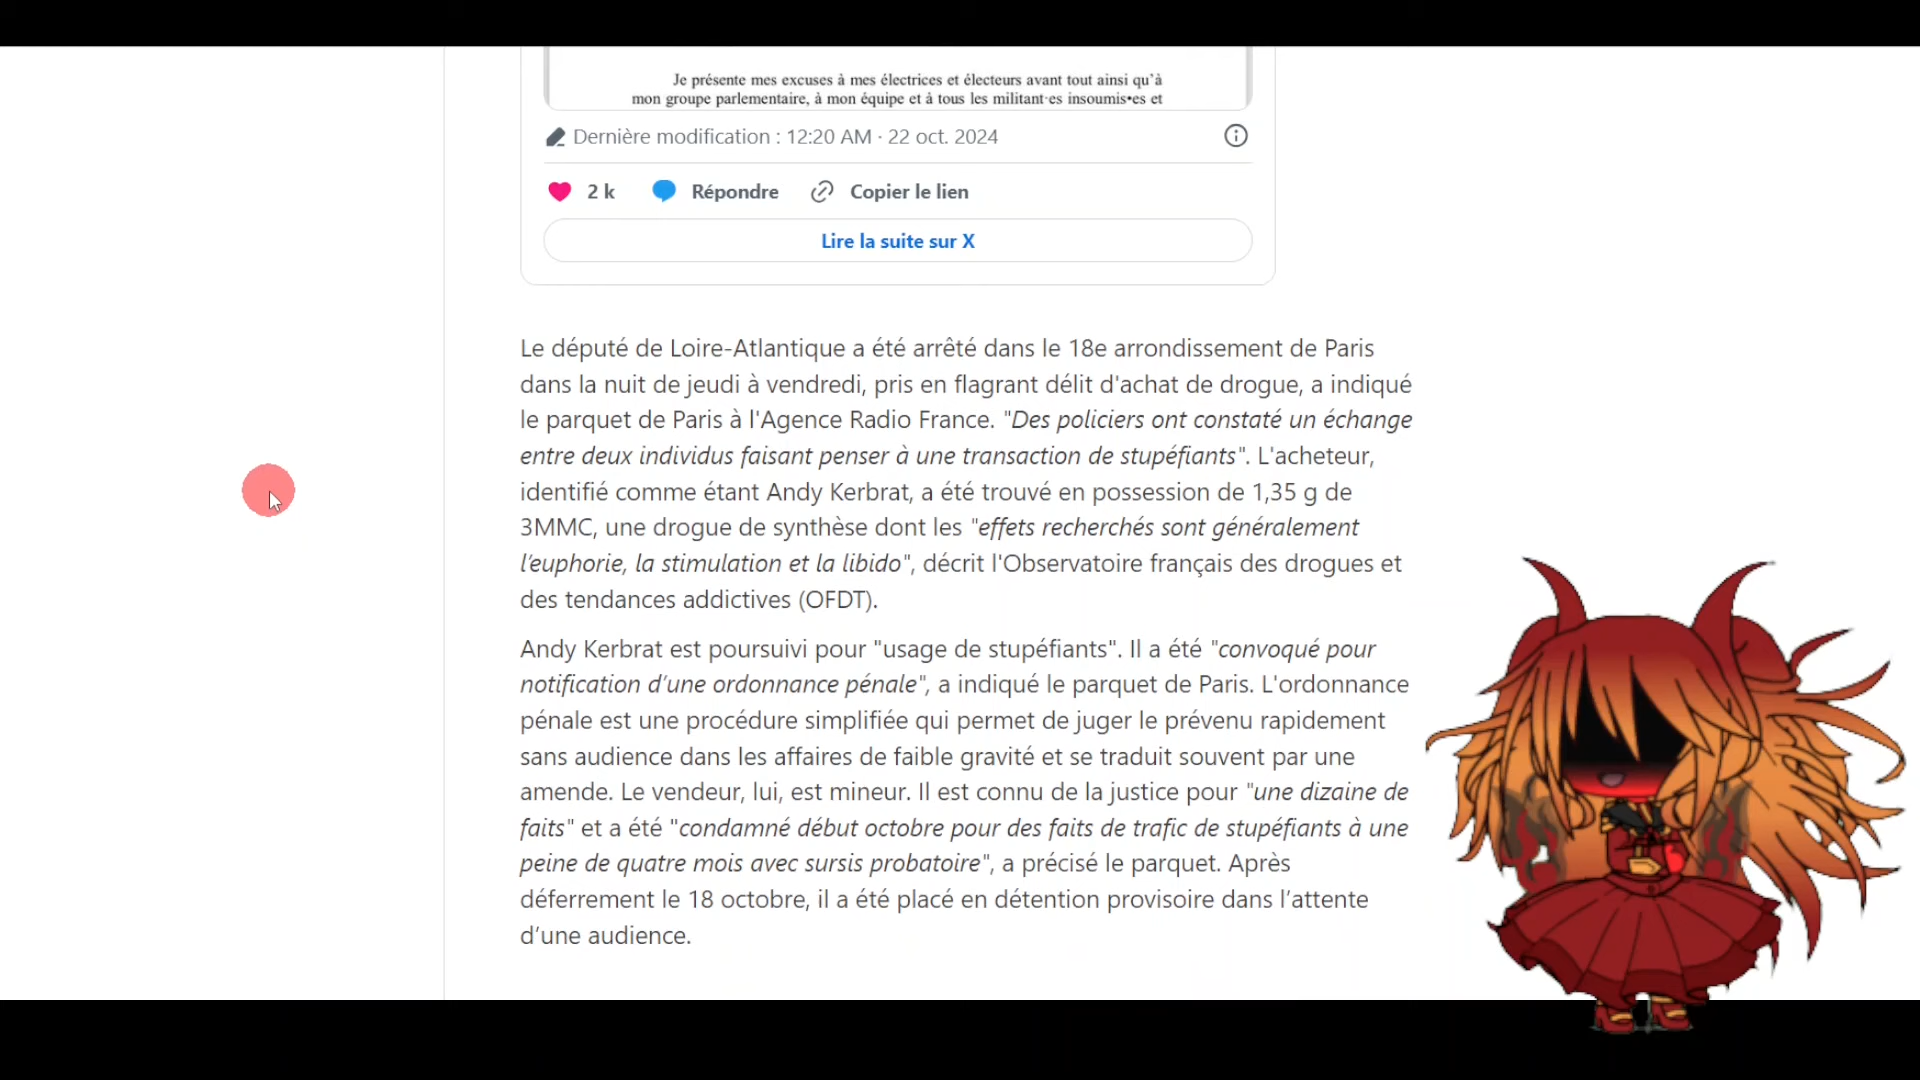 Je présente mes excuses à mes électrices et électeurs avant tout ainsi qu'à
mon groupe parlementaire, à mon équipe et à tous les militant·es insoumis•es et
Dernière modification : 12:20 AM · 22 oct. 2024
2 k Répondre Copier le lien
Lire la suite sur X
Le député de Loire-Atlantique a été arrêté dans le 18e arrondissement de Paris
dans la nuit de jeudi à vendredi, pris en flagrant délit d'achat de drogue, a indiqué
le parquet de Paris à l'Agence Radio France. "Des policiers ont constaté un échange
entre deux individus faisant penser à une transaction de stupéfiants". L'acheteur,
identifié comme étant Andy Kerbrat, a été trouvé en possession de 1,35 g de
3MMC, une drogue de synthèse dont les "effets recherchés sont généralement
l’euphorie, la stimulation et la libido", décrit l'Observatoire français des drogues et
des tendances addictives (OFDT).
Andy Kerbrat est poursuivi pour "usage de stupéfiants". Il a été "convoqué pour
notification d’une ordonnance pénale", a indiqué le parquet de Paris. L'ordonnance
pénale est une procédure simplifiée qui permet de juger le prévenu rapidement
sans audience dans les affaires de faible gravité et se traduit souvent par une
amende. Le vendeur, lui, est mineur. Il est connu de la justice pour "une dizaine de
faits" et a été "condamné début octobre pour des faits de trafic de stupéfiants à une
peine de quatre mois avec sursis probatoire", a précisé le parquet. Après
déferrement le 18 octobre, il a été placé en détention provisoire dans l’attente
d’une audience.